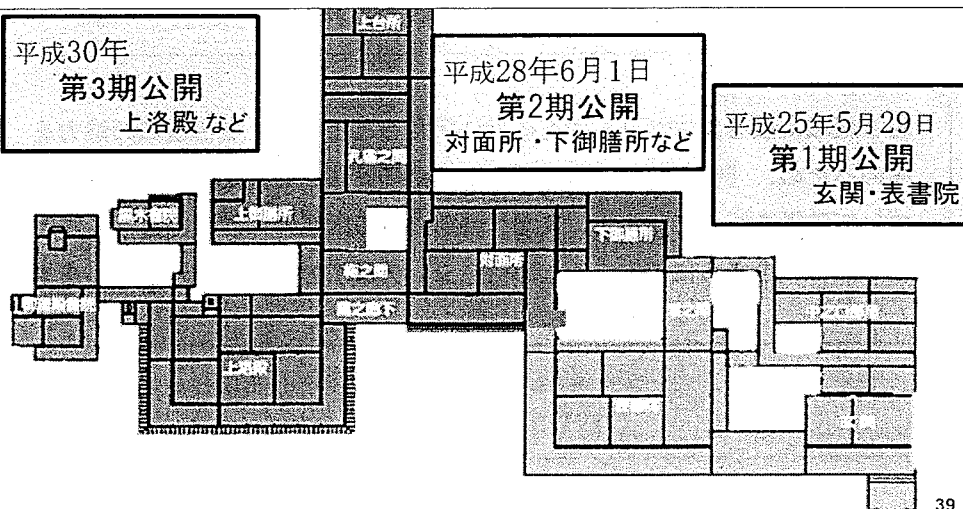 平成30年
第3期公開
上洛殿など
平成28年6月1日
第2期公開
対面所・下御膳所など
平成25年5月29日
第1期公開
玄関・表書院
上台所
上御膳所
下御膳所
対面所
上洛殿
39